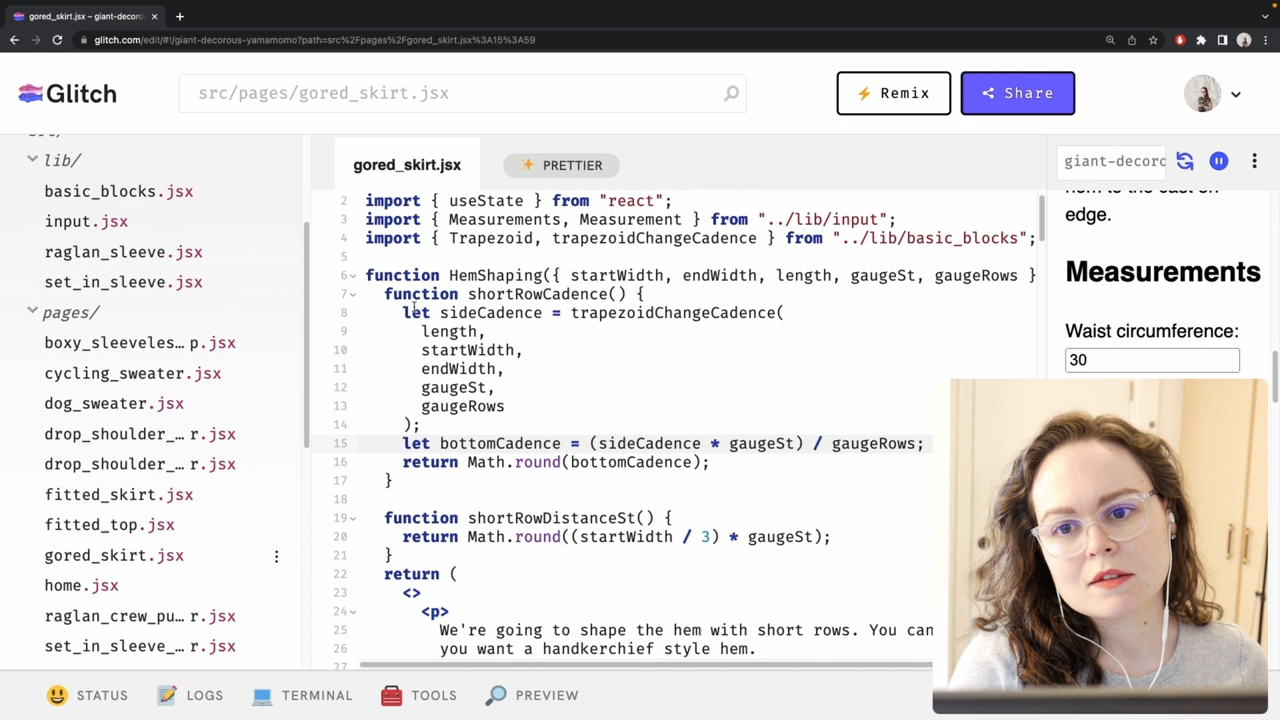 gored_skirt.jsx – giant-decoro
glitch.com/edit/#!/giant-decorous-yamamomo?path=src%2Fpages%2Fgored_skirt.jsx%3A15%3A59
Glitch
src/pages/gored_skirt.jsx
Remix
Share
lib/
basic_blocks.jsx
input.jsx
raglan_sleeve.jsx
set_in_sleeve.jsx
pages/
boxy_sleeveles… p.jsx
cycling_sweater.jsx
dog_sweater.jsx
drop_shoulder_… r.jsx
drop_shoulder_… r.jsx
fitted_skirt.jsx
fitted_top.jsx
gored_skirt.jsx
home.jsx
raglan_crew_pu… r.jsx
set_in_sleeve_… r.jsx
gored_skirt.jsx
PRETTIER
2 import { useState } from "react";
3 import { Measurements, Measurement } from "../lib/input";
4 import { Trapezoid, trapezoidChangeCadence } from "../lib/basic_blocks";
5
6 function HemShaping({ startWidth, endWidth, length, gaugeSt, gaugeRows }
7 function shortRowCadence() {
8 let sideCadence = trapezoidChangeCadence(
9 length,
10 startWidth,
11 endWidth,
12 gaugeSt,
13 gaugeRows
14 );
15 let bottomCadence = (sideCadence * gaugeSt) / gaugeRows;
16 return Math.round(bottomCadence);
17 }
18
19 function shortRowDistanceSt() {
20 return Math.round((startWidth / 3) * gaugeSt);
21 }
22 return (
23 <>
24 <p>
25 We're going to shape the hem with short rows. You can
26 you want a handkerchief style hem.
27
giant-decoro
hem to the cast on
edge.
Measurements
Waist circumference:
30
STATUS
LOGS
TERMINAL
TOOLS
PREVIEW